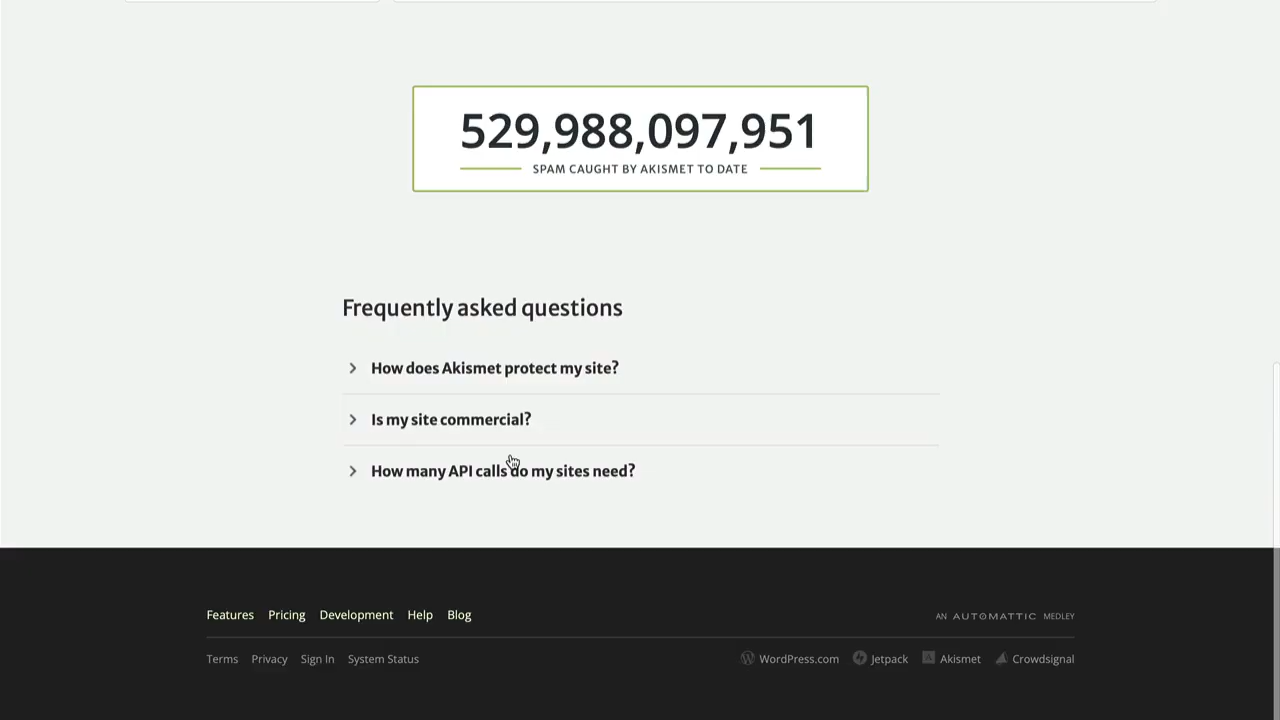 529,988,097,951
SPAM CAUGHT BY AKISMET TO DATE
Frequently asked questions
How does Akismet protect my site?
Is my site commercial?
How many API calls do my sites need?
Features Pricing Development Help Blog
AN AUTOMATTIC MEDLEY
Terms Privacy Sign In System Status
WordPress.com Jetpack Akismet Crowdsignal